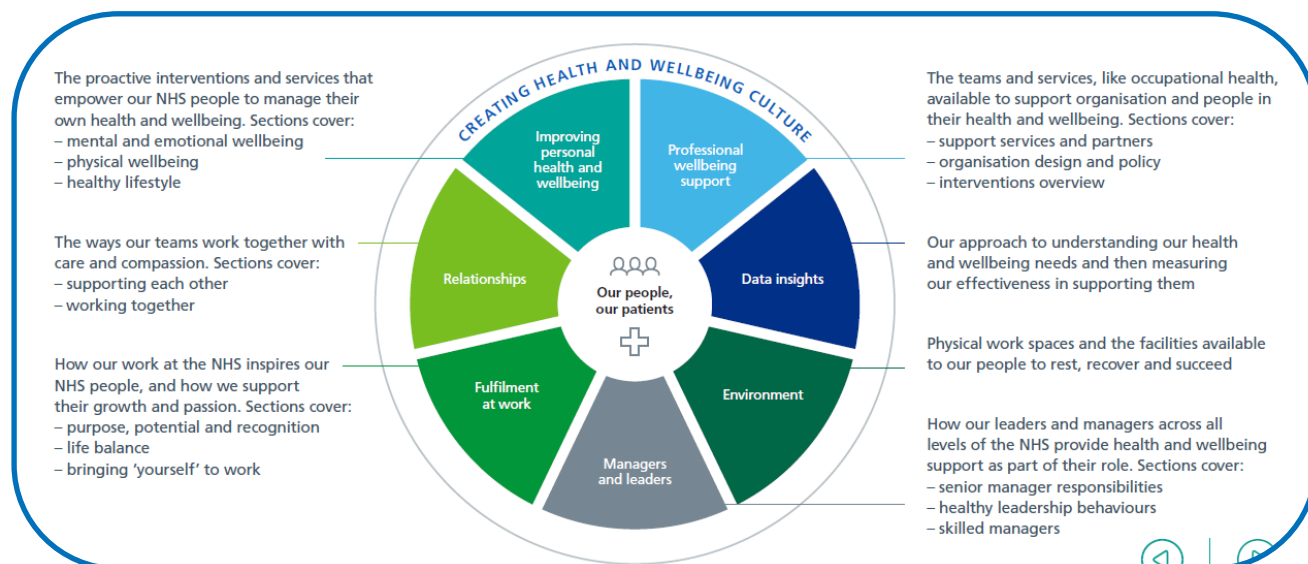 The proactive interventions and services that
empower our NHS people to manage their
own health and wellbeing. Sections cover:
– mental and emotional wellbeing
– physical wellbeing
– healthy lifestyle
The ways our teams work together with
care and compassion. Sections cover:
– supporting each other
– working together
How our work at the NHS inspires our
NHS people, and how we support
their growth and passion. Sections cover:
– purpose, potential and recognition
– life balance
– bringing ‘yourself’ to work
CREATING HEALTH AND WELLBEING CULTURE
Improving
personal
health and
wellbeing
Professional
wellbeing
support
Relationships
Data insights
Our people,
our patients
Fulfilment
at work
Environment
Managers
and leaders
The teams and services, like occupational health,
available to support organisation and people in
their health and wellbeing. Sections cover:
– support services and partners
– organisation design and policy
– interventions overview
Our approach to understanding our health
and wellbeing needs and then measuring
our effectiveness in supporting them
Physical work spaces and the facilities available
to our people to rest, recover and succeed
How our leaders and managers across all
levels of the NHS provide health and wellbeing
support as part of their role. Sections cover:
– senior manager responsibilities
– healthy leadership behaviours
– skilled managers